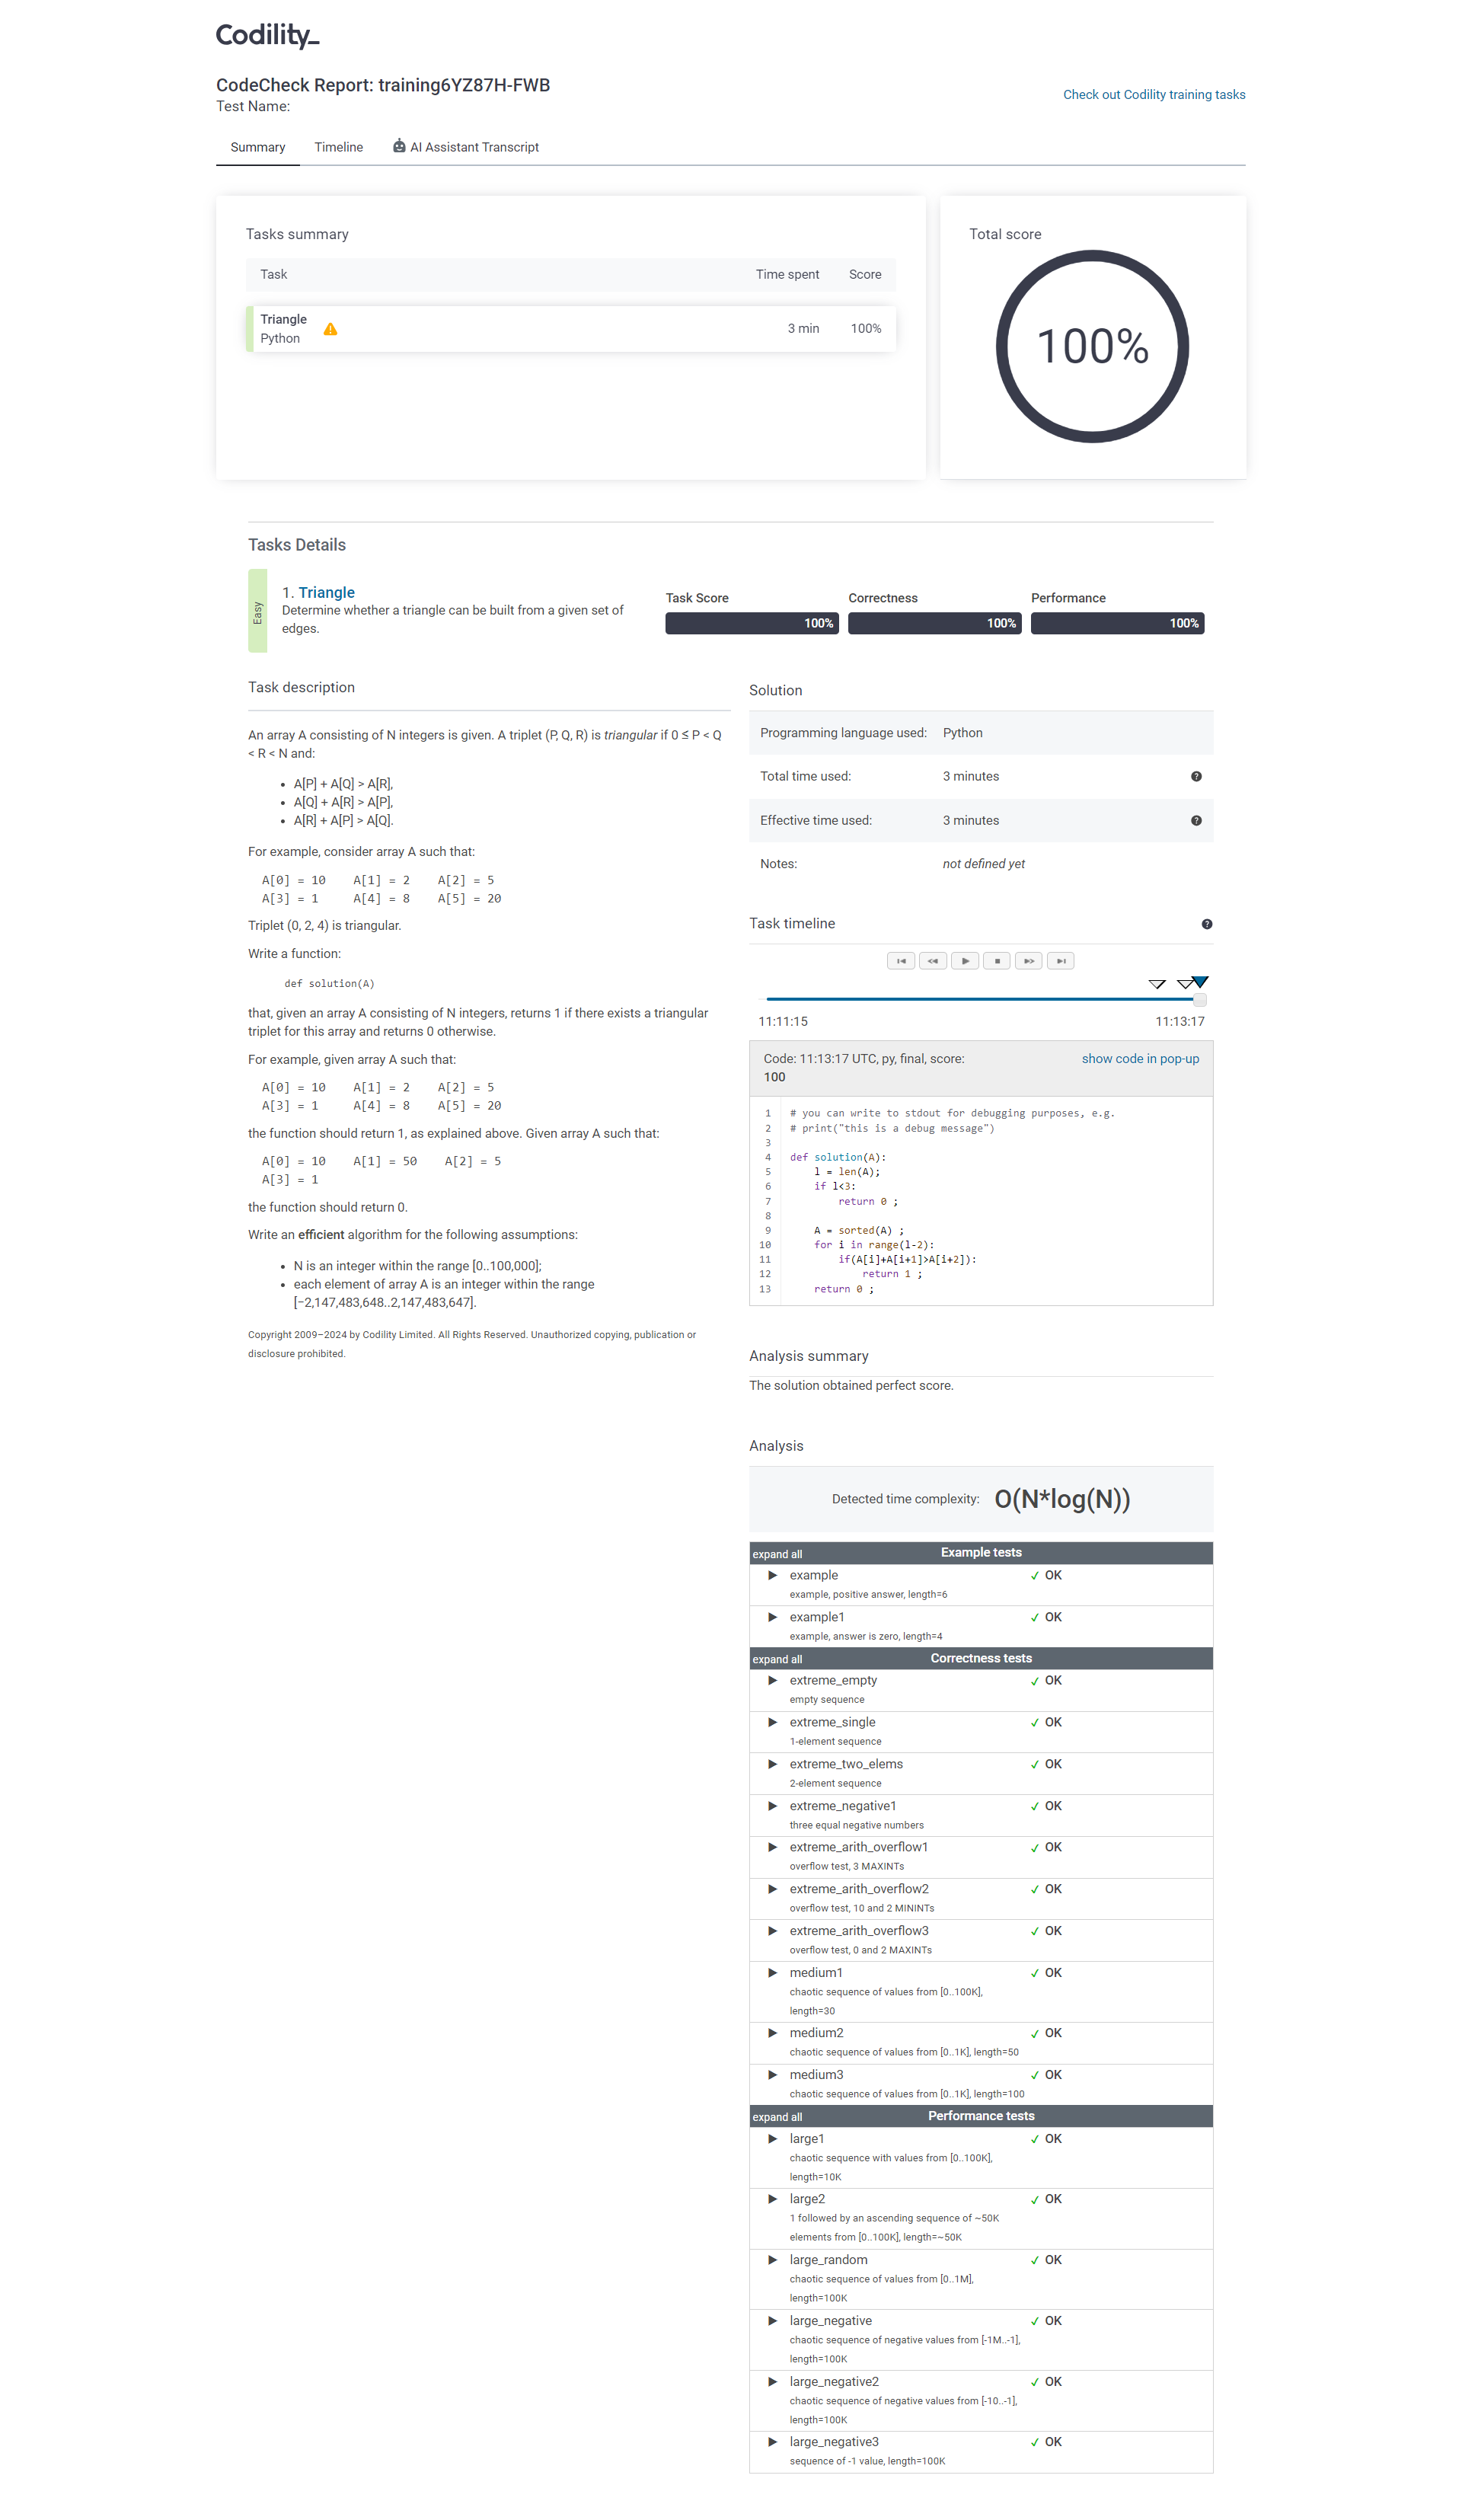 Codility_
CodeCheck Report: training6YZ87H-FWB
Test Name:
Check out Codility training tasks
Summary
Timeline
AI Assistant Transcript
Tasks summary
Task
Time spent
Score
Triangle
Python
3 min
100%
Total score
100%
Tasks Details
Easy
1. Triangle
Determine whether a triangle can be built from a given set of
edges.
Task Score
100%
Correctness
100%
Performance
100%
Task description
An array A consisting of N integers is given. A triplet (P, Q, R) is triangular if 0 ≤ P < Q
< R < N and:
• A[P] + A[Q] > A[R],
• A[Q] + A[R] > A[P],
• A[R] + A[P] > A[Q].
For example, consider array A such that:
A[0] = 10    A[1] = 2    A[2] = 5
A[3] = 1     A[4] = 8    A[5] = 20
Triplet (0, 2, 4) is triangular.
Write a function:
def solution(A)
that, given an array A consisting of N integers, returns 1 if there exists a triangular
triplet for this array and returns 0 otherwise.
For example, given array A such that:
A[0] = 10    A[1] = 2    A[2] = 5
A[3] = 1     A[4] = 8    A[5] = 20
the function should return 1, as explained above. Given array A such that:
A[0] = 10    A[1] = 50    A[2] = 5
A[3] = 1
the function should return 0.
Write an efficient algorithm for the following assumptions:
• N is an integer within the range [0..100,000];
• each element of array A is an integer within the range
[−2,147,483,648..2,147,483,647].
Copyright 2009–2024 by Codility Limited. All Rights Reserved. Unauthorized copying, publication or
disclosure prohibited.
Solution
Programming language used: Python
Total time used: 3 minutes
Effective time used: 3 minutes
Notes: not defined yet
Task timeline
11:11:15
11:13:17
Code: 11:13:17 UTC, py, final, score:
100
show code in pop-up
1 # you can write to stdout for debugging purposes, e.g.
2 # print("this is a debug message")
3
4 def solution(A):
5     l = len(A);
6     if l<3:
7         return 0 ;
8
9     A = sorted(A) ;
10     for i in range(l-2):
11         if(A[i]+A[i+1]>A[i+2]):
12             return 1 ;
13     return 0 ;
Analysis summary
The solution obtained perfect score.
Analysis
Detected time complexity: O(N*log(N))
expand all Example tests
example ✓ OK
example, positive answer, length=6
example1 ✓ OK
example, answer is zero, length=4
expand all Correctness tests
extreme_empty ✓ OK
empty sequence
extreme_single ✓ OK
1-element sequence
extreme_two_elems ✓ OK
2-element sequence
extreme_negative1 ✓ OK
three equal negative numbers
extreme_arith_overflow1 ✓ OK
overflow test, 3 MAXINTs
extreme_arith_overflow2 ✓ OK
overflow test, 10 and 2 MININTs
extreme_arith_overflow3 ✓ OK
overflow test, 0 and 2 MAXINTs
medium1 ✓ OK
chaotic sequence of values from [0..100K],
length=30
medium2 ✓ OK
chaotic sequence of values from [0..1K], length=50
medium3 ✓ OK
chaotic sequence of values from [0..1K], length=100
expand all Performance tests
large1 ✓ OK
chaotic sequence with values from [0..100K],
length=10K
large2 ✓ OK
1 followed by an ascending sequence of ~50K
elements from [0..100K], length=~50K
large_random ✓ OK
chaotic sequence of values from [0..1M],
length=100K
large_negative ✓ OK
chaotic sequence of negative values from [-1M..-1],
length=100K
large_negative2 ✓ OK
chaotic sequence of negative values from [-10..-1],
length=100K
large_negative3 ✓ OK
sequence of -1 value, length=100K